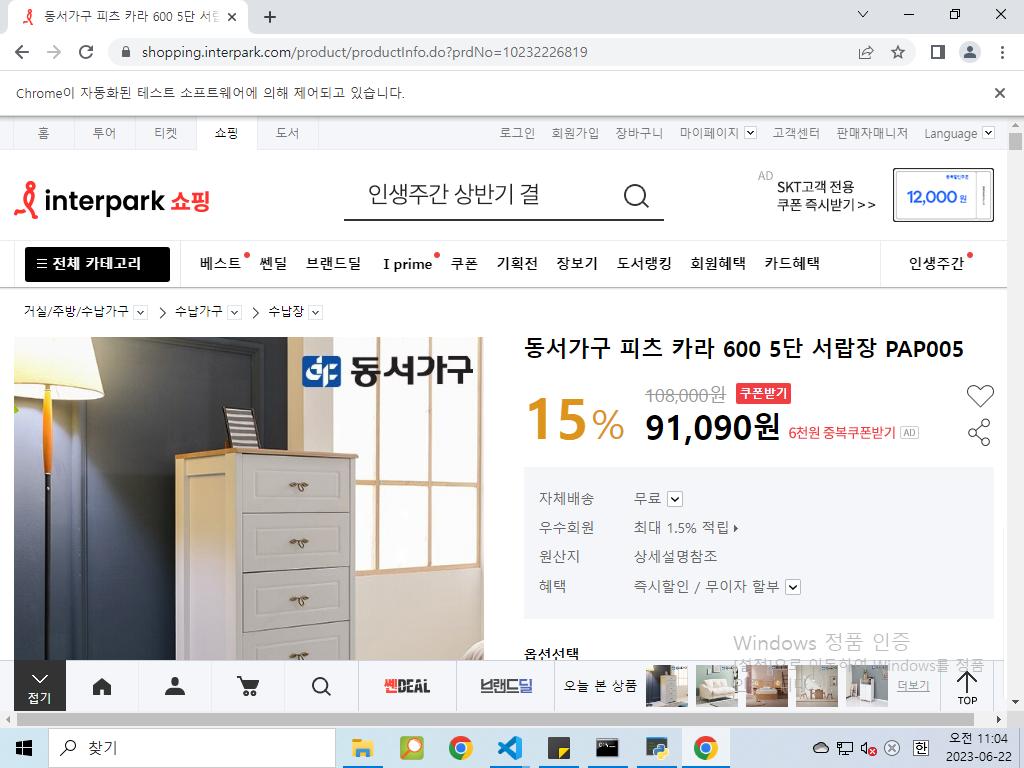 동서가구 피츠 카라 600 5단 서랍
shopping.interpark.com/product/productInfo.do?prdNo=10232226819
Chrome이 자동화된 테스트 소프트웨어에 의해 제어되고 있습니다.
홈 투어 티켓 쇼핑 도서 로그인 회원가입 장바구니 마이페이지 고객센터 판매자매니저 Language
interpark 쇼핑
인생주간 상반기 결
AD
SKT고객 전용
쿠폰 즉시받기>>
12,000원
전체 카테고리 베스트 쎈딜 브랜드딜 I prime 쿠폰 기획전 장보기 도서랭킹 회원혜택 카드혜택 인생주간
거실/주방/수납가구 수납가구 수납장
동서가구
동서가구 피츠 카라 600 5단 서랍장 PAP005
15%
108,000원 쿠폰받기
91,090원 6천원 중복쿠폰받기 AD
자체배송 무료
우수회원 최대 1.5% 적립
원산지 상세설명참조
혜택 즉시할인 / 무이자 할부
옵션선택
Windows 정품 인증
[설정]으로 이동하여 Windows를 정품
접기
쎈DEAL
브랜드딜
오늘 본 상품
더보기
TOP
찾기
한
오전 11:04
2023-06-22